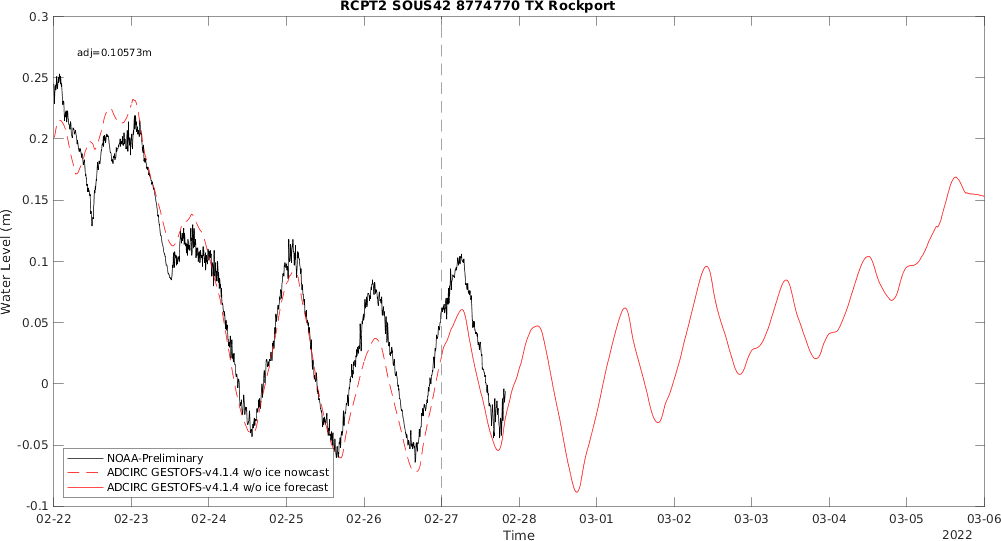 RCPT2 SOUS42 8774770 TX Rockport
adj=0.10573m
0.3
0.25
0.2
0.15
0.1
0.05
0
-0.05
-0.1
Water Level (m)
NOAA-Preliminary
ADCIRC GESTOFS-v4.1.4 w/o ice nowcast
ADCIRC GESTOFS-v4.1.4 w/o ice forecast
02-22 02-23 02-24 02-25 02-26 02-27 02-28 03-01 03-02 03-03 03-04 03-05 03-06
Time
2022